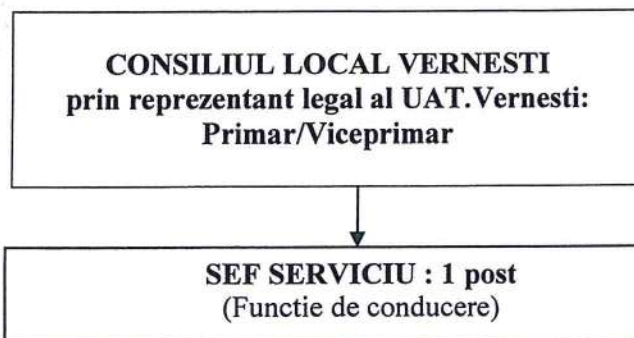 CONSILIUL LOCAL VERNESTI
prin reprezentant legal al UAT.Vernesti:
Primar/Viceprimar
SEF SERVICIU : 1 post
(Functie de conducere)